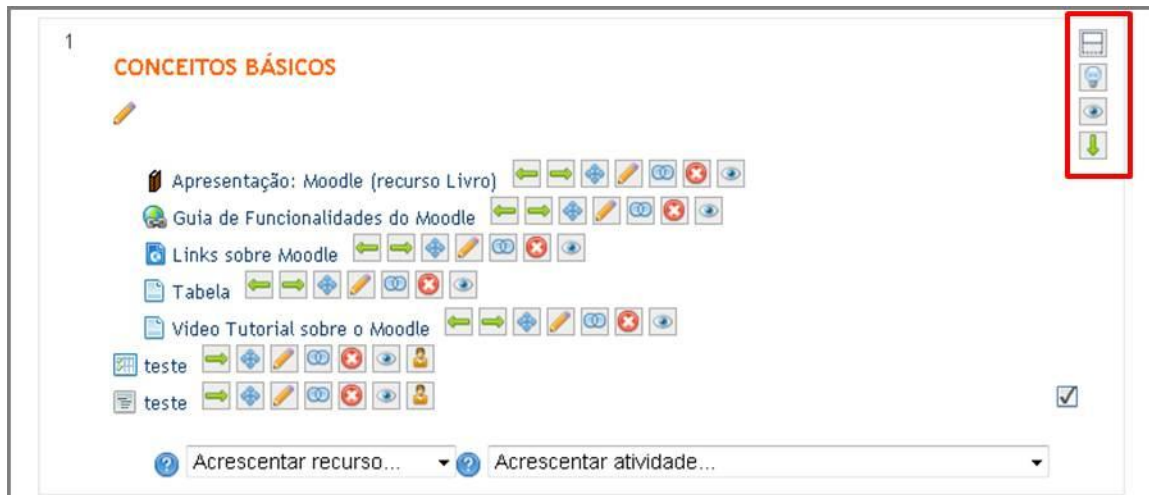 1
CONCEITOS BÁSICOS
Apresentação: Moodle (recurso Livro)
Guia de Funcionalidades do Moodle
Links sobre Moodle
Tabela
Video Tutorial sobre o Moodle
teste
teste
Acrescentar recurso... Acrescentar atividade...